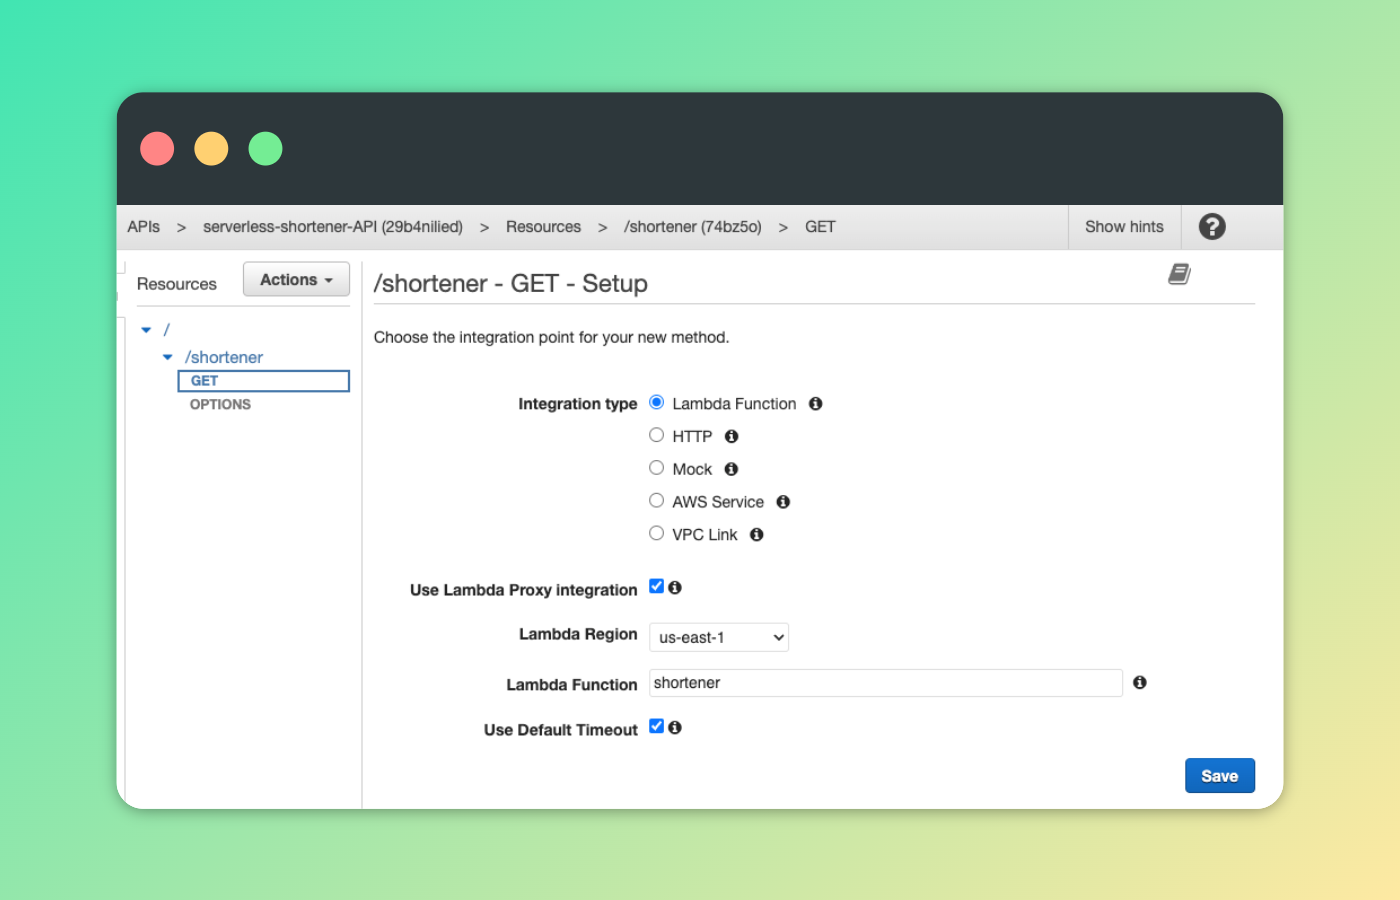 APIs > serverless-shortener-API (29b4nilied) > Resources > /shortener (74bz5o) > GET Show hints ?
Resources Actions
/
/shortener
GET
OPTIONS
/shortener - GET - Setup
Choose the integration point for your new method.
Integration type Lambda Function
HTTP
Mock
AWS Service
VPC Link
Use Lambda Proxy integration
Lambda Region us-east-1
Lambda Function shortener
Use Default Timeout
Save